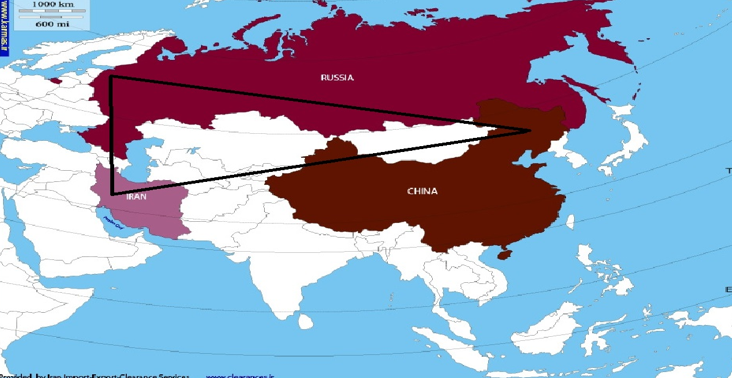 www.karmas.ir
1000 km
600 mi
RUSSIA
IRAN
CHINA
T
E
Provided by Iran Import-Export-Clearance Services www.clearances.ir